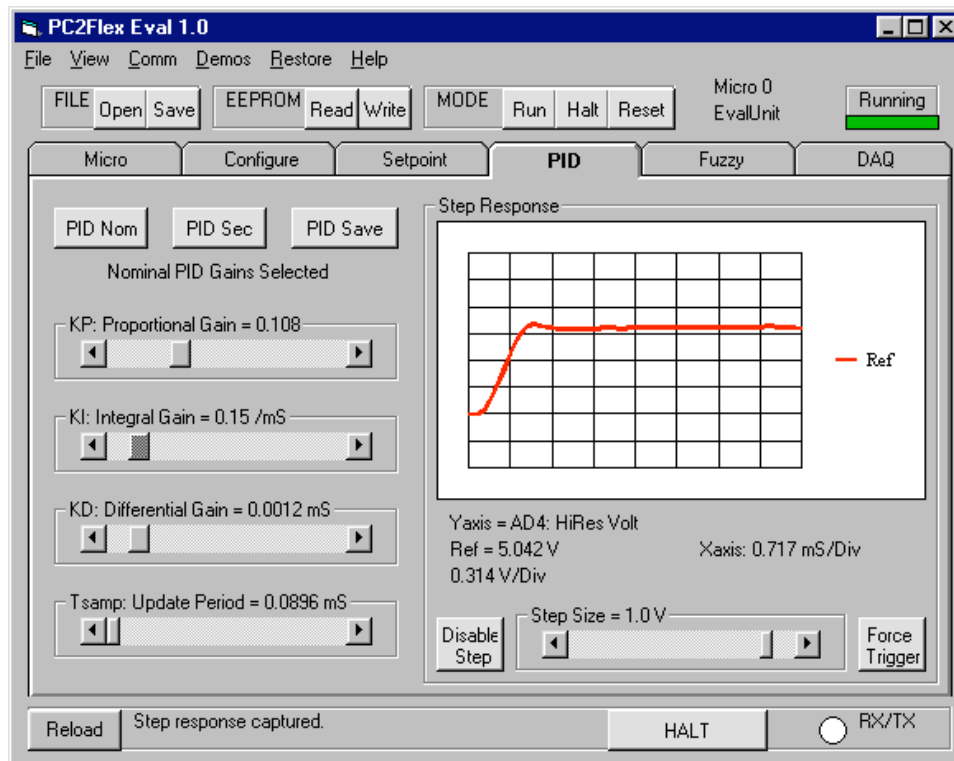 PC2Flex Eval 1.0
File View Comm Demos Restore Help
FILE Open Save EEPROM Read Write MODE Run Halt Reset
Micro 0
EvalUnit
Running
Micro Configure Setpoint PID Fuzzy DAQ
PID Nom PID Sec PID Save
Nominal PID Gains Selected
KP: Proportional Gain = 0.108
KI: Integral Gain = 0.15 /mS
KD: Differential Gain = 0.0012 mS
Tsamp: Update Period = 0.0896 mS
Step Response
Ref
Yaxis = AD4: HiRes Volt
Ref = 5.042 V Xaxis: 0.717 mS/Div
0.314 V/Div
Disable
Step
Step Size = 1.0 V
Force
Trigger
Reload Step response captured. HALT RX/TX